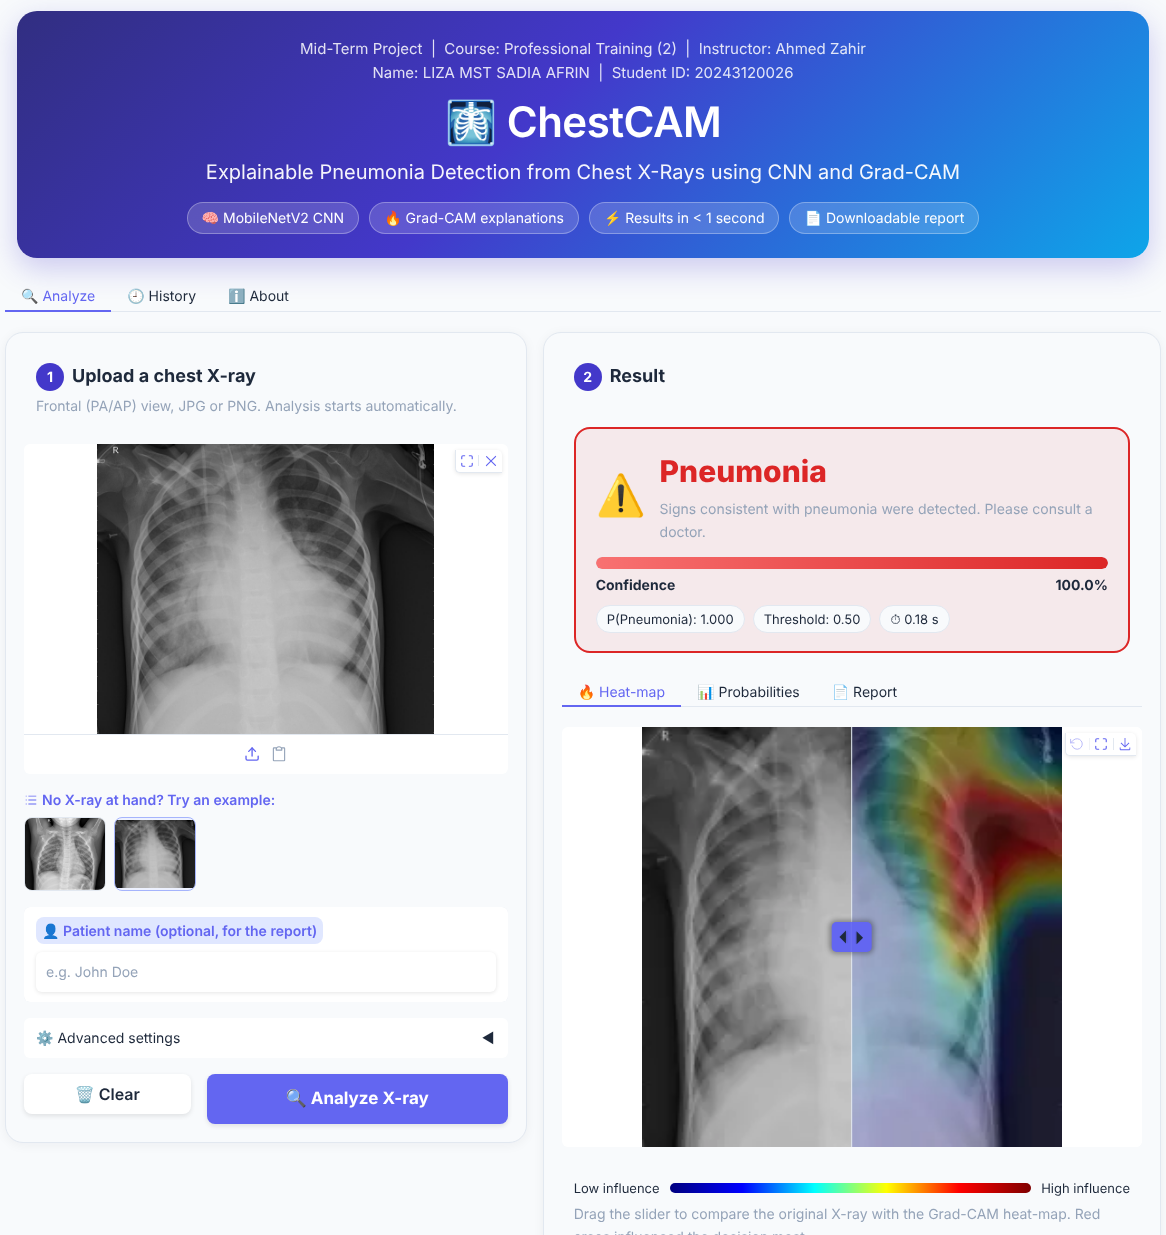 Mid-Term Project | Course: Professional Training (2) | Instructor: Ahmed Zahir
Name: LIZA MST SADIA AFRIN | Student ID: 20243120026
ChestCAM
Explainable Pneumonia Detection from Chest X-Rays using CNN and Grad-CAM
🧠 MobileNetV2 CNN
🔥 Grad-CAM explanations
⚡ Results in < 1 second
📄 Downloadable report
🔍 Analyze
🕘 History
ℹ️ About
1 Upload a chest X-ray
Frontal (PA/AP) view, JPG or PNG. Analysis starts automatically.
R
No X-ray at hand? Try an example:
👤 Patient name (optional, for the report)
e.g. John Doe
⚙️ Advanced settings
🗑️ Clear
🔍 Analyze X-ray
2 Result
⚠️ Pneumonia
Signs consistent with pneumonia were detected. Please consult a
doctor.
Confidence 100.0%
P(Pneumonia): 1.000
Threshold: 0.50
⏱ 0.18 s
🔥 Heat-map
📊 Probabilities
📄 Report
R
Low influence
High influence
Drag the slider to compare the original X-ray with the Grad-CAM heat-map. Red